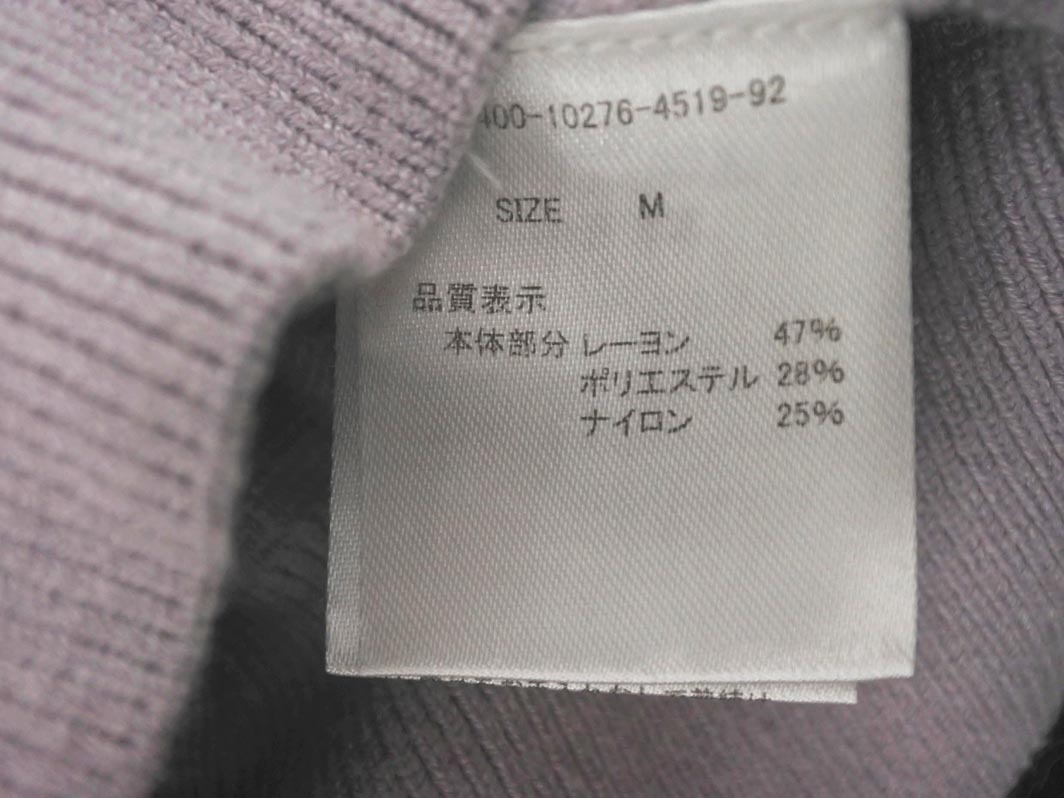 400-10276-4519-92
SIZE M
品質表示
本体部分 レーヨン 47%
ポリエステル 28%
ナイロン 25%